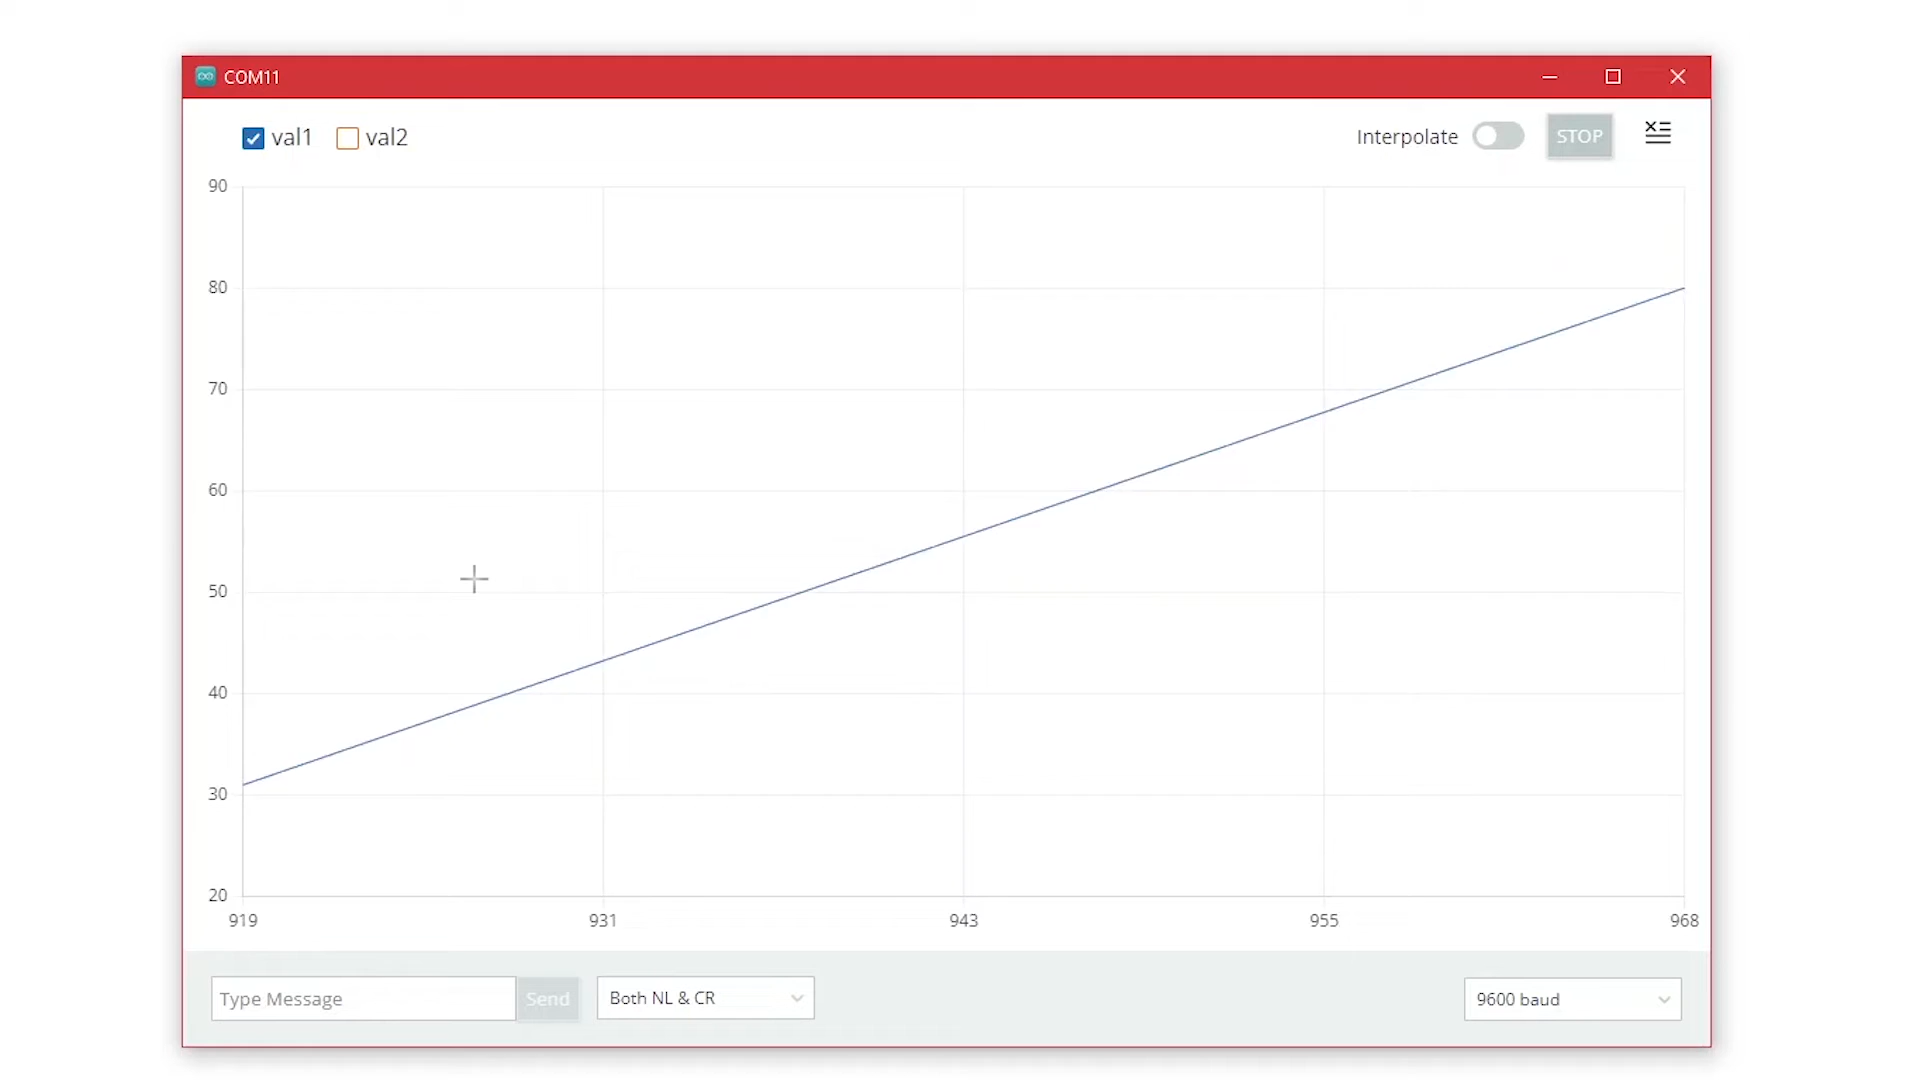 COM11
val1 val2 Interpolate STOP
90
80
70
60
50
40
30
20
919 931 943 955 968
Type Message Send Both NL & CR 9600 baud